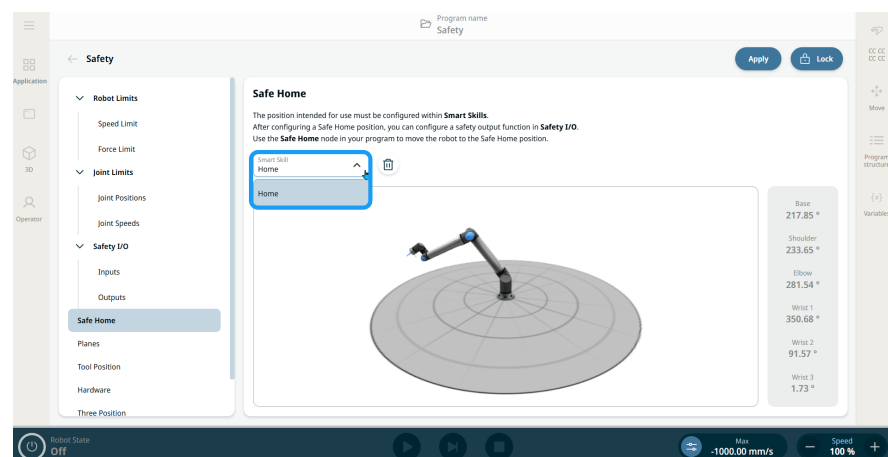 Program name
Safety
Application
3D
Operator
Safety
Apply
Lock
Robot Limits
Speed Limit
Force Limit
Joint Limits
Joint Positions
Joint Speeds
Safety I/O
Inputs
Outputs
Safe Home
Planes
Tool Position
Hardware
Three Position
Safe Home
The position intended for use must be configured within Smart Skills.
After configuring a Safe Home position, you can configure a safety output function in Safety I/O.
Use the Safe Home node in your program to move the robot to the Safe Home position.
Smart Skill
Home
Home
Base
217.85 °
Shoulder
233.65 °
Elbow
281.54 °
Wrist 1
350.68 °
Wrist 2
91.57 °
Wrist 3
1.73 °
CC CC
CC CC
Move
Program
structure
{x}
Variables
Robot State
Off
Max
-1000.00 mm/s
Speed
100 %